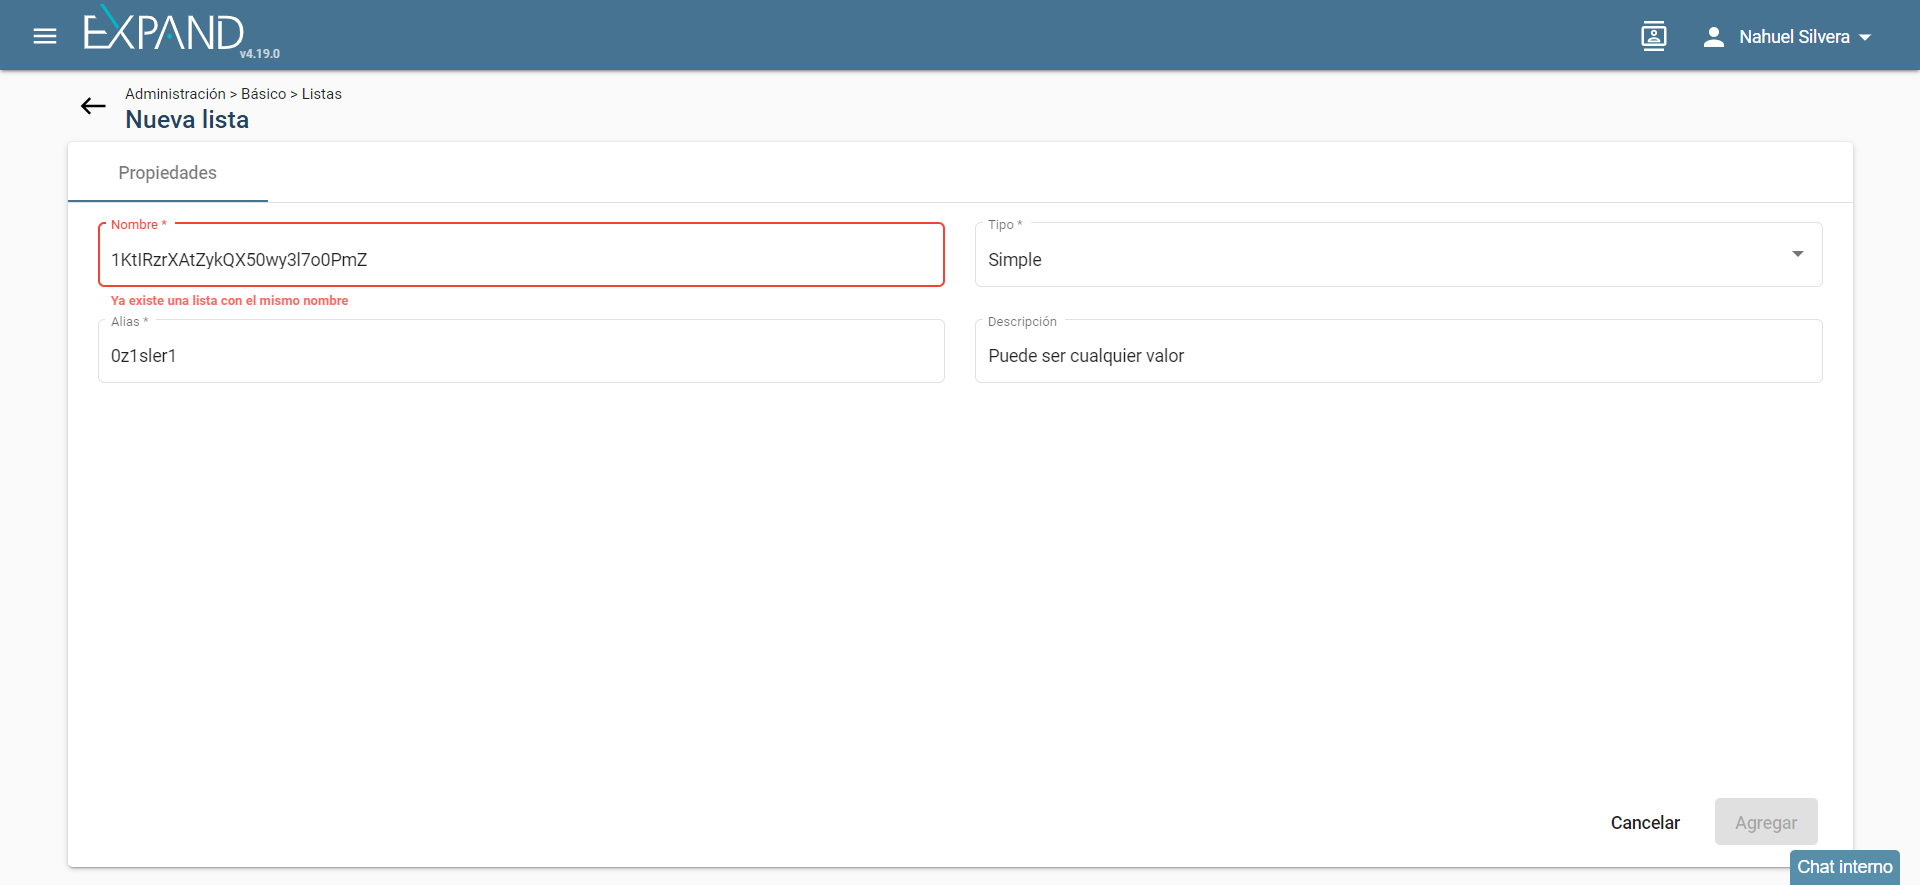 EXPAND
v4.19.0
Nahuel Silvera
Administración > Básico > Listas
Nueva lista
Propiedades
Nombre *
1KtIRzrXAtZykQX50wy3l7o0PmZ
Ya existe una lista con el mismo nombre
Tipo *
Simple
Alias *
0z1sler1
Descripción
Puede ser cualquier valor
Cancelar
Agregar
Chat interno